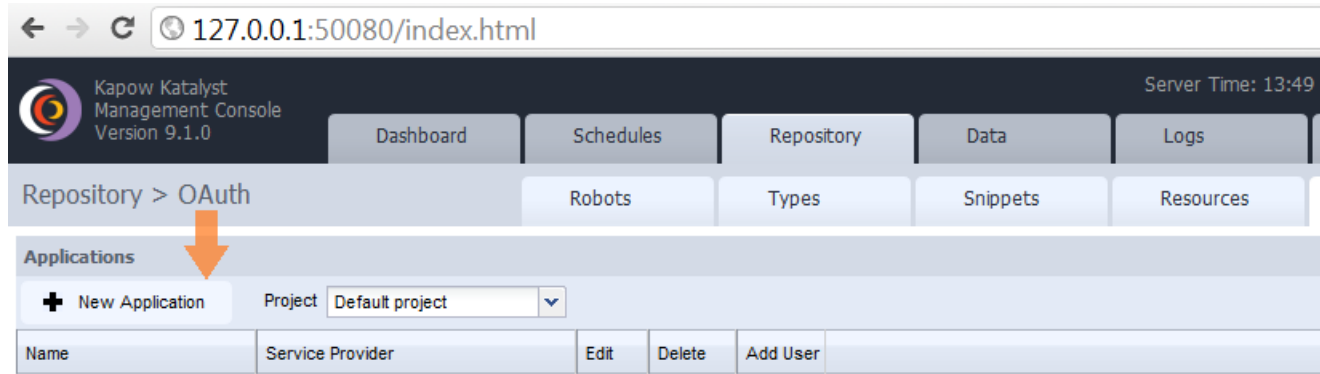 127.0.0.1:50080/index.html
Kapow Katalyst
Management Console
Version 9.1.0
Server Time: 13:49
Dashboard Schedules Repository Data Logs
Repository > OAuth Robots Types Snippets Resources
Applications
New Application Project Default project
Name Service Provider Edit Delete Add User